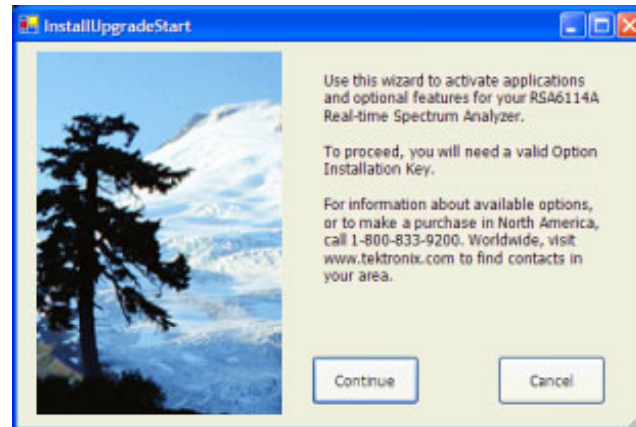 InstallUpgradeStart
Use this wizard to activate applications
and optional features for your RSA6114A
Real-time Spectrum Analyzer.
To proceed, you will need a valid Option
Installation Key.
For information about available options,
or to make a purchase in North America,
call 1-800-833-9200. Worldwide, visit
www.tektronix.com to find contacts in
your area.
Continue
Cancel